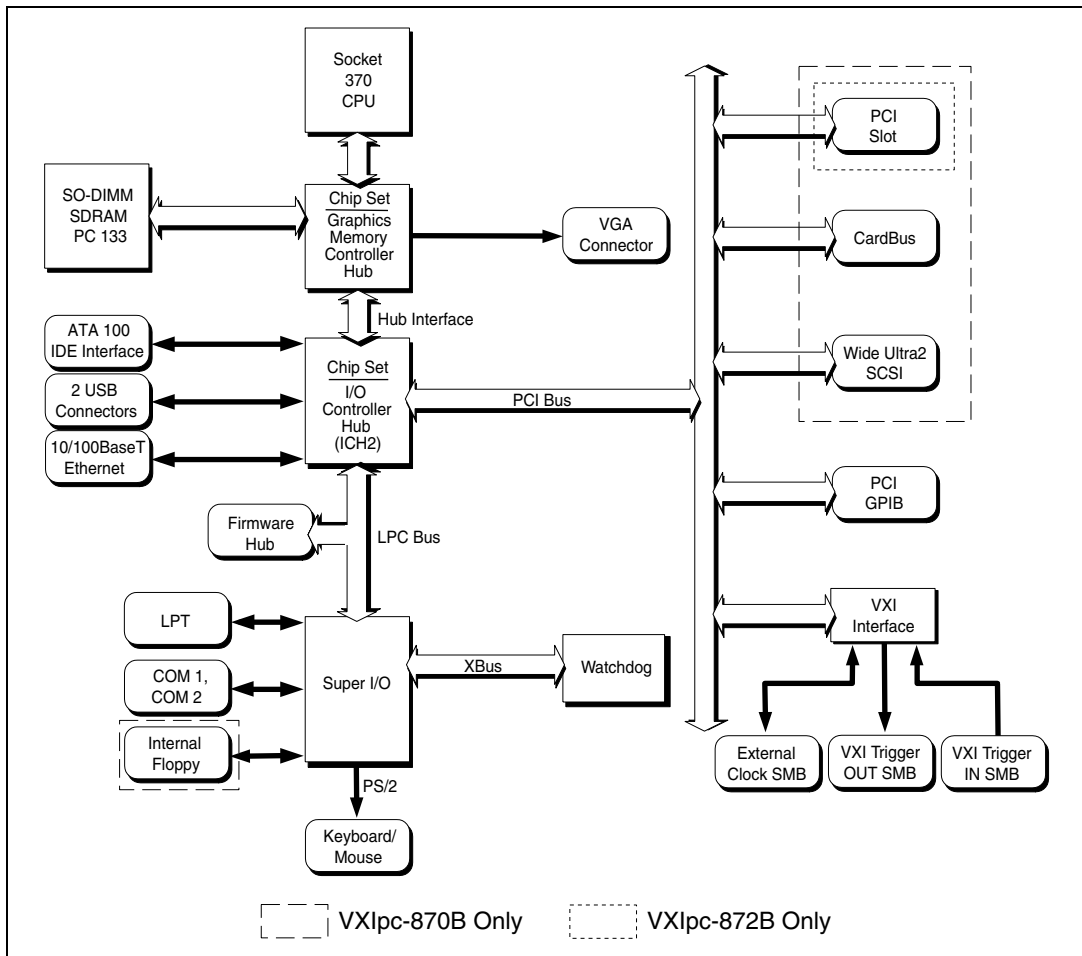 Socket
370
CPU
SO-DIMM
SDRAM
PC 133
Chip Set
Graphics
Memory
Controller
Hub
VGA
Connector
Hub Interface
ATA 100
IDE Interface
2 USB
Connectors
10/100BaseT
Ethernet
Chip Set
I/O
Controller
Hub
(ICH2)
PCI Bus
PCI
Slot
CardBus
Wide Ultra2
SCSI
PCI
GPIB
Firmware
Hub
LPC Bus
LPT
COM 1,
COM 2
Internal
Floppy
Super I/O
XBus
Watchdog
VXI
Interface
External
Clock SMB
VXI Trigger
OUT SMB
VXI Trigger
IN SMB
PS/2
Keyboard/
Mouse
VXIpc-870B Only
VXIpc-872B Only